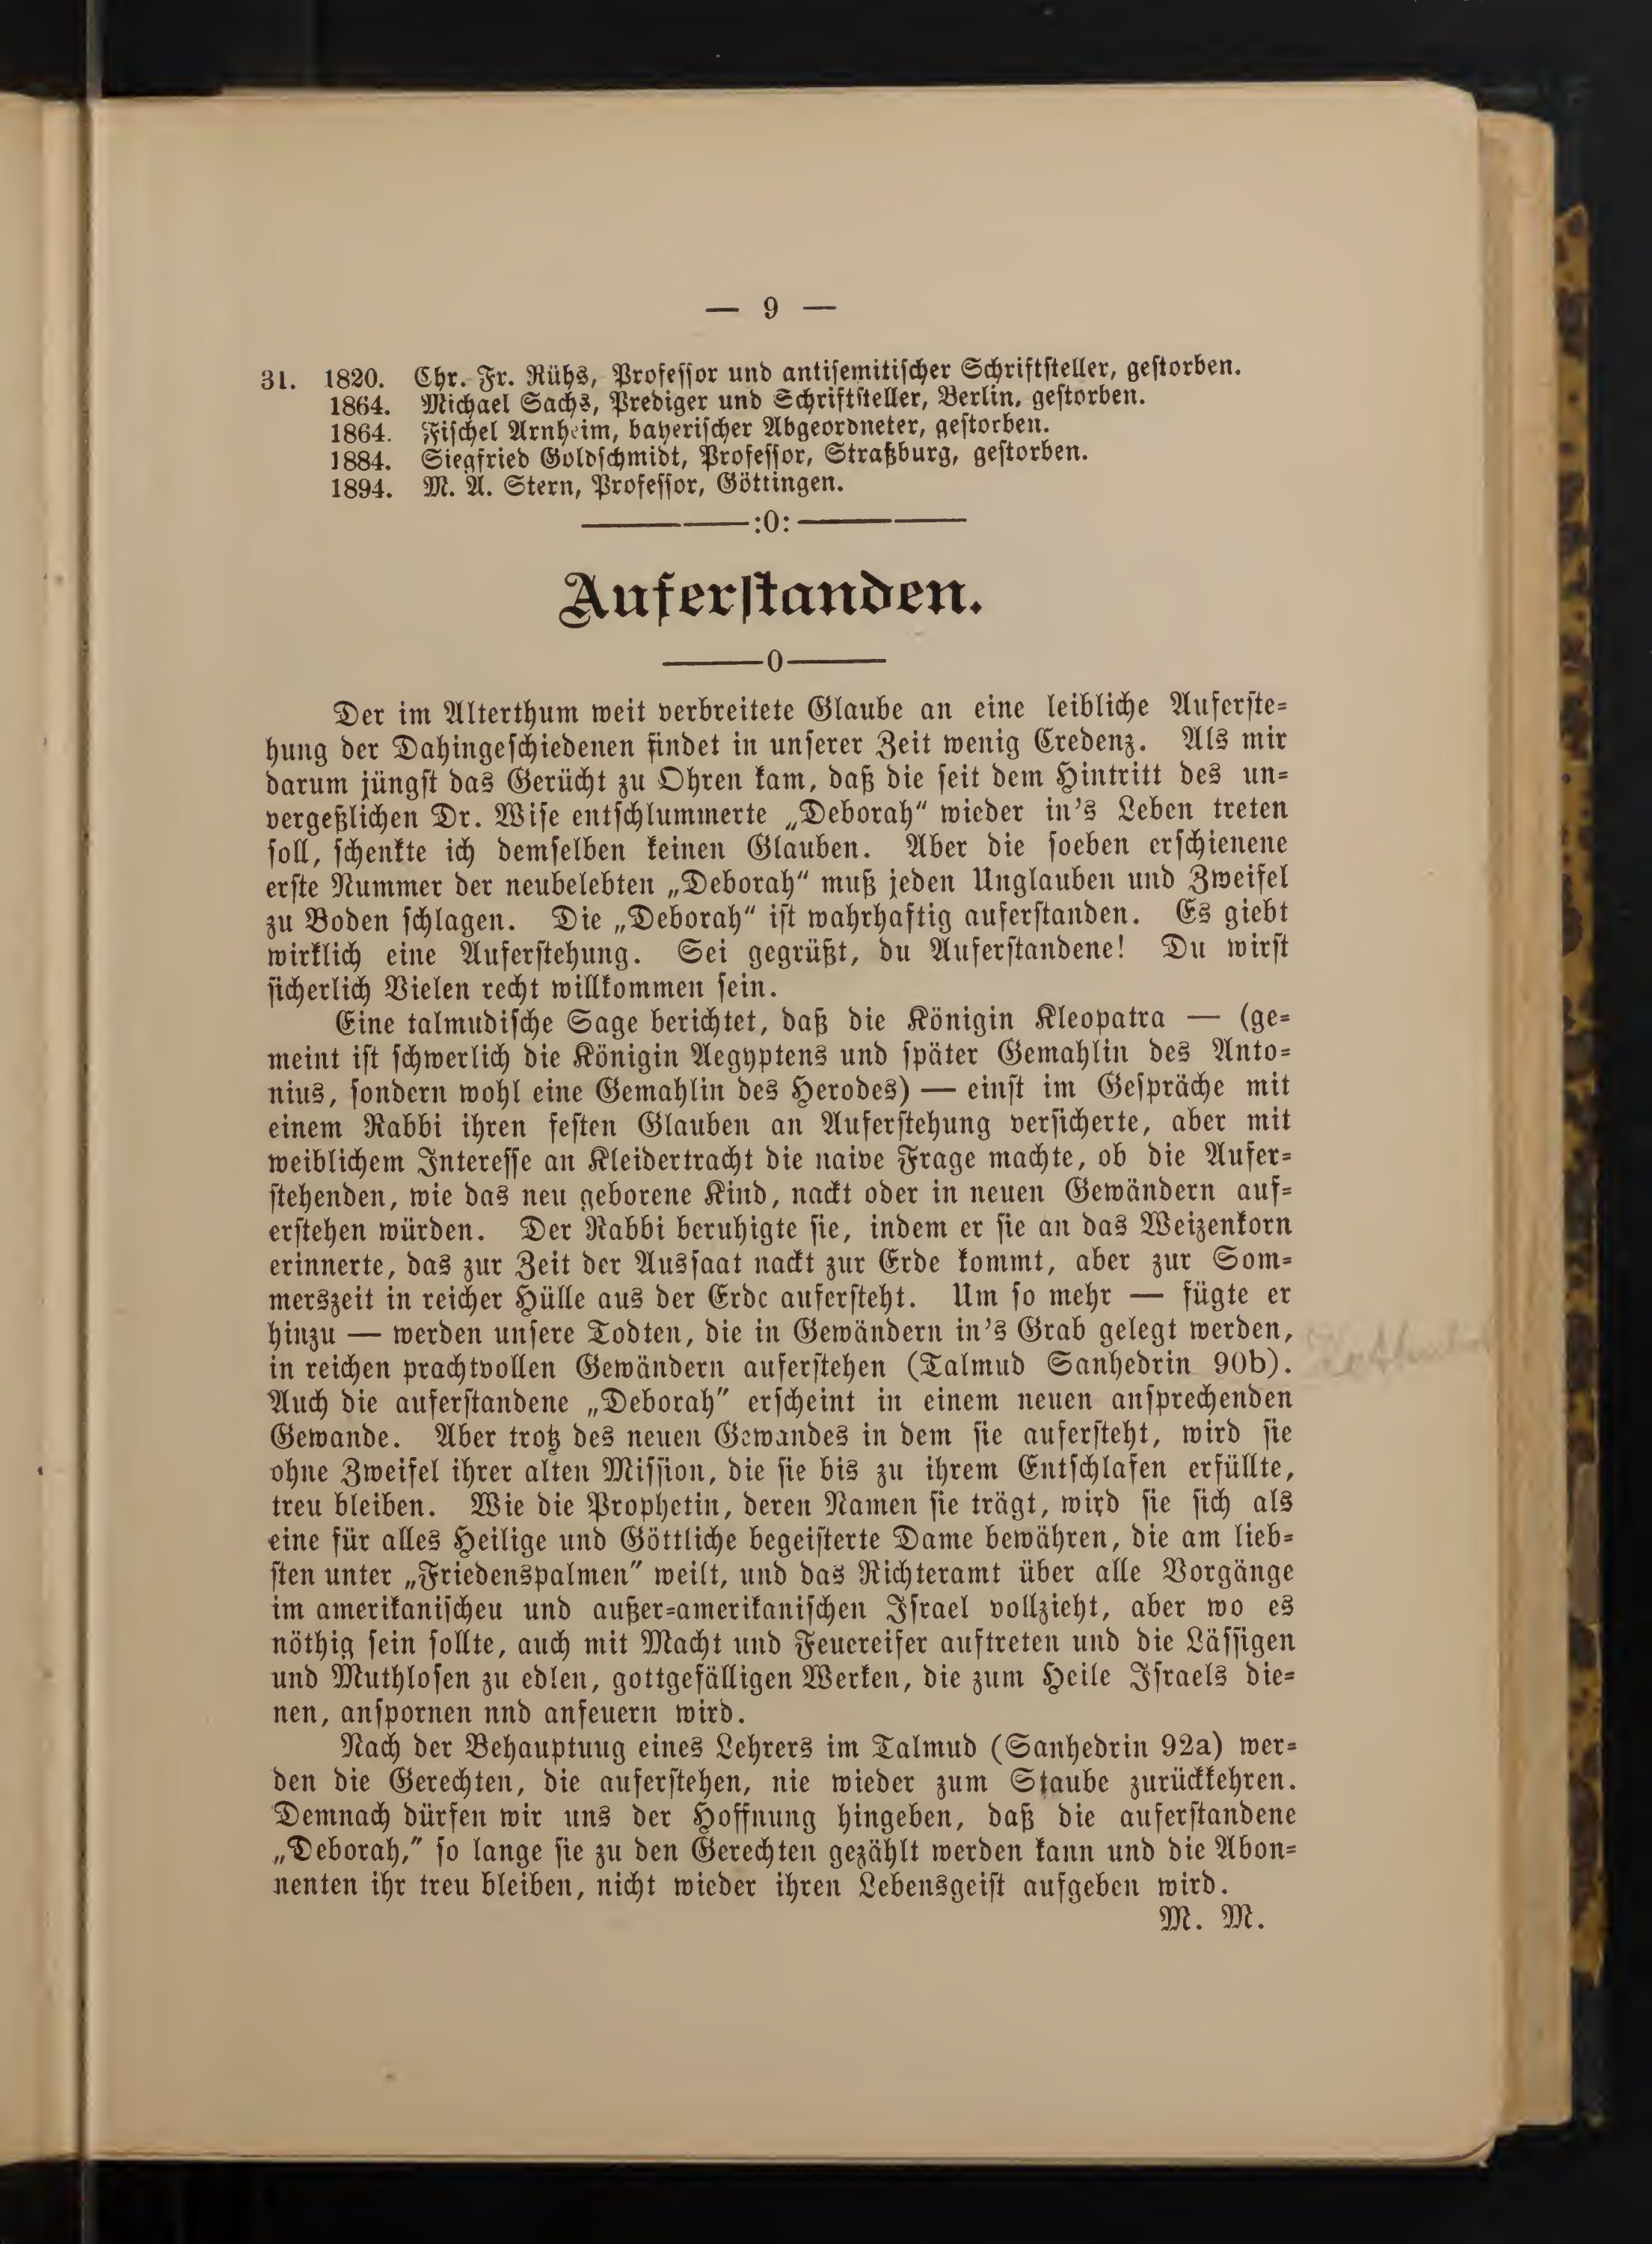 — 9 —
31. 1820. Chr. Fr. Rühs, Professor und antisemitischer Schriftsteller, gestorben.
1864. Michael Sachs, Prediger und Schriftsteller, Berlin, gestorben.
1864. Fischel Arnheim, bayerischer Abgeordneter, gestorben.
1884. Siegfried Goldschmidt, Professor, Straßburg, gestorben.
1894. M. A. Stern, Professor, Göttingen.
:0:
Auferstanden.
0
Der im Alterthum weit verbreitete Glaube an eine leibliche Auferste-
hung der Dahingeschiedenen findet in unserer Zeit wenig Credenz. Als mir
darum jüngst das Gerücht zu Ohren kam, daß die seit dem Hintritt des un-
vergeßlichen Dr. Wise entschlummerte „Deborah“ wieder in's Leben treten
soll, schenkte ich demselben keinen Glauben. Aber die soeben erschienene
erste Nummer der neubelebten „Deborah“ muß jeden Unglauben und Zweifel
zu Boden schlagen. Die „Deborah“ ist wahrhaftig auferstanden. Es giebt
wirklich eine Auferstehung. Sei gegrüßt, du Auferstandene! Du wirst
sicherlich Vielen recht willkommen sein.
Eine talmudische Sage berichtet, daß die Königin Kleopatra — (ge-
meint ist schwerlich die Königin Aegyptens und später Gemahlin des Anto-
nius, sondern wohl eine Gemahlin des Herodes) — einst im Gespräche mit
einem Rabbi ihren festen Glauben an Auferstehung versicherte, aber mit
weiblichem Interesse an Kleidertracht die naive Frage machte, ob die Aufer-
stehenden, wie das neu geborene Kind, nackt oder in neuen Gewändern auf-
erstehen würden. Der Rabbi beruhigte sie, indem er sie an das Weizenkorn
erinnerte, das zur Zeit der Aussaat nackt zur Erde kommt, aber zur Som-
merszeit in reicher Hülle aus der Erdc aufersteht. Um so mehr — fügte er
hinzu — werden unsere Todten, die in Gewändern in's Grab gelegt werden,
in reichen prachtvollen Gewändern auferstehen (Talmud Sanhedrin 90b).
Auch die auferstandene „Deborah” erscheint in einem neuen ansprechenden
Gewande. Aber trotz des neuen Gewandes in dem sie aufersteht, wird sie
ohne Zweifel ihrer alten Mission, die sie bis zu ihrem Entschlafen erfüllte,
treu bleiben. Wie die Prophetin, deren Namen sie trägt, wird sie sich als
eine für alles Heilige und Göttliche begeisterte Dame bewähren, die am lieb-
sten unter „Friedenspalmen” weilt, und das Richteramt über alle Vorgänge
im amerikanischeu und außer-amerikanischen Israel vollzieht, aber wo es
nöthig sein sollte, auch mit Macht und Feuereifer auftreten und die Lässigen
und Muthlosen zu edlen, gottgefälligen Werken, die zum Heile Israels die-
nen, anspornen nnd anfeuern wird.
Nach der Behauptuug eines Lehrers im Talmud (Sanhedrin 92a) wer-
den die Gerechten, die auferstehen, nie wieder zum Staube zurückkehren.
Demnach dürfen wir uns der Hoffnung hingeben, daß die auferstandene
„Deborah,” so lange sie zu den Gerechten gezählt werden kann und die Abon-
nenten ihr treu bleiben, nicht wieder ihren Lebensgeist aufgeben wird.
M. M.